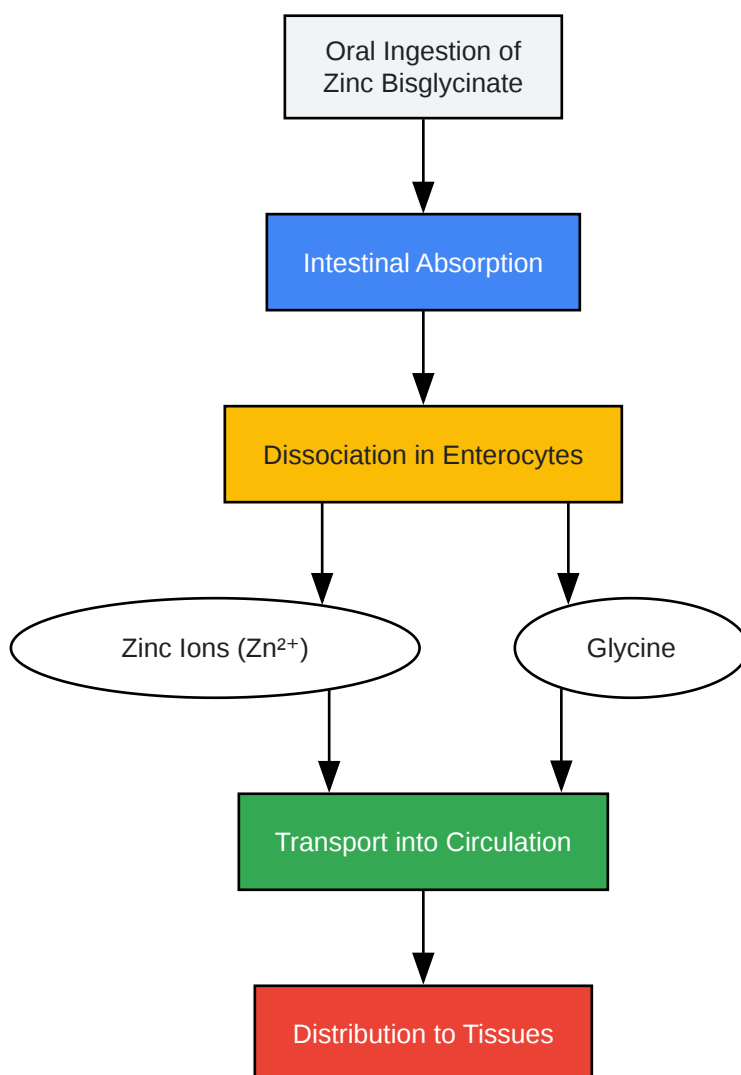 Oral Ingestion of
Zinc Bisglycinate
Intestinal Absorption
Dissociation in Enterocytes
Zinc Ions (Zn²⁺)
Glycine
Transport into Circulation
Distribution to Tissues